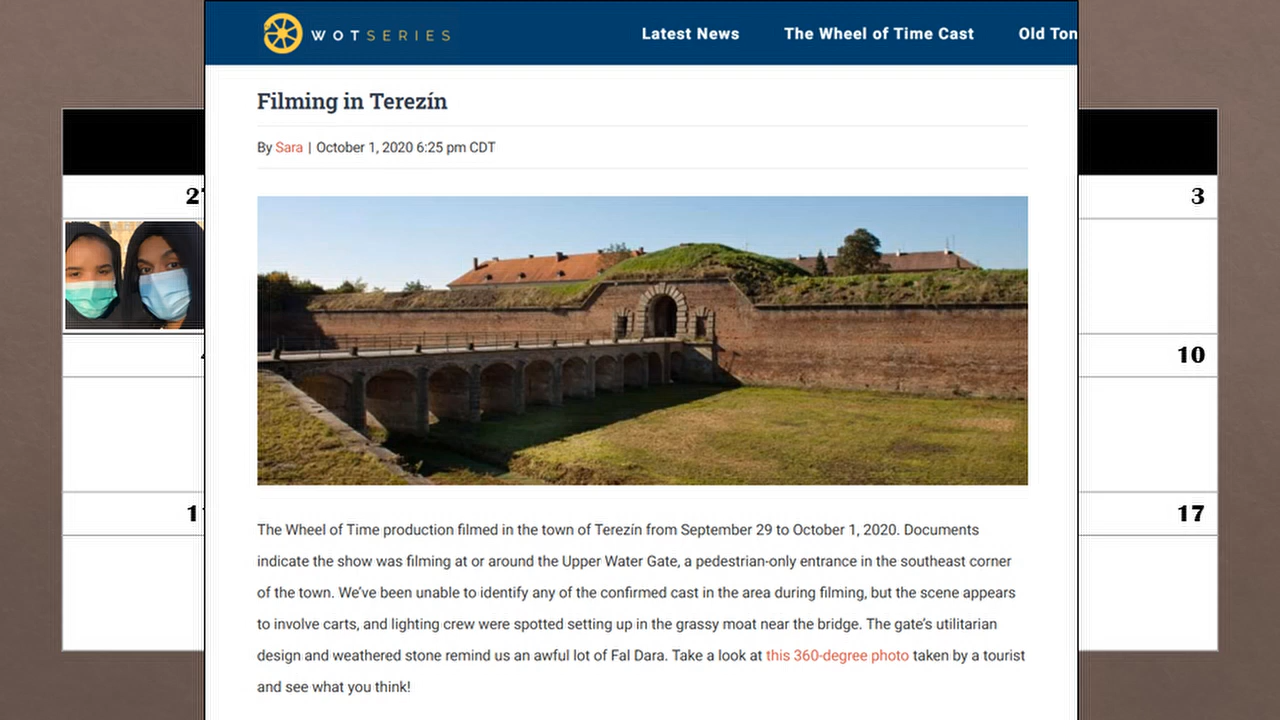 WOTSERIES
Latest News
The Wheel of Time Cast
Old Ton
Filming in Terezín
By Sara | October 1, 2020 6:25 pm CDT
27
3
4
10
11
17
The Wheel of Time production filmed in the town of Terezín from September 29 to October 1, 2020. Documents
indicate the show was filming at or around the Upper Water Gate, a pedestrian-only entrance in the southeast corner
of the town. We've been unable to identify any of the confirmed cast in the area during filming, but the scene appears
to involve carts, and lighting crew were spotted setting up in the grassy moat near the bridge. The gate's utilitarian
design and weathered stone remind us an awful lot of Fal Dara. Take a look at this 360-degree photo taken by a tourist
and see what you think!